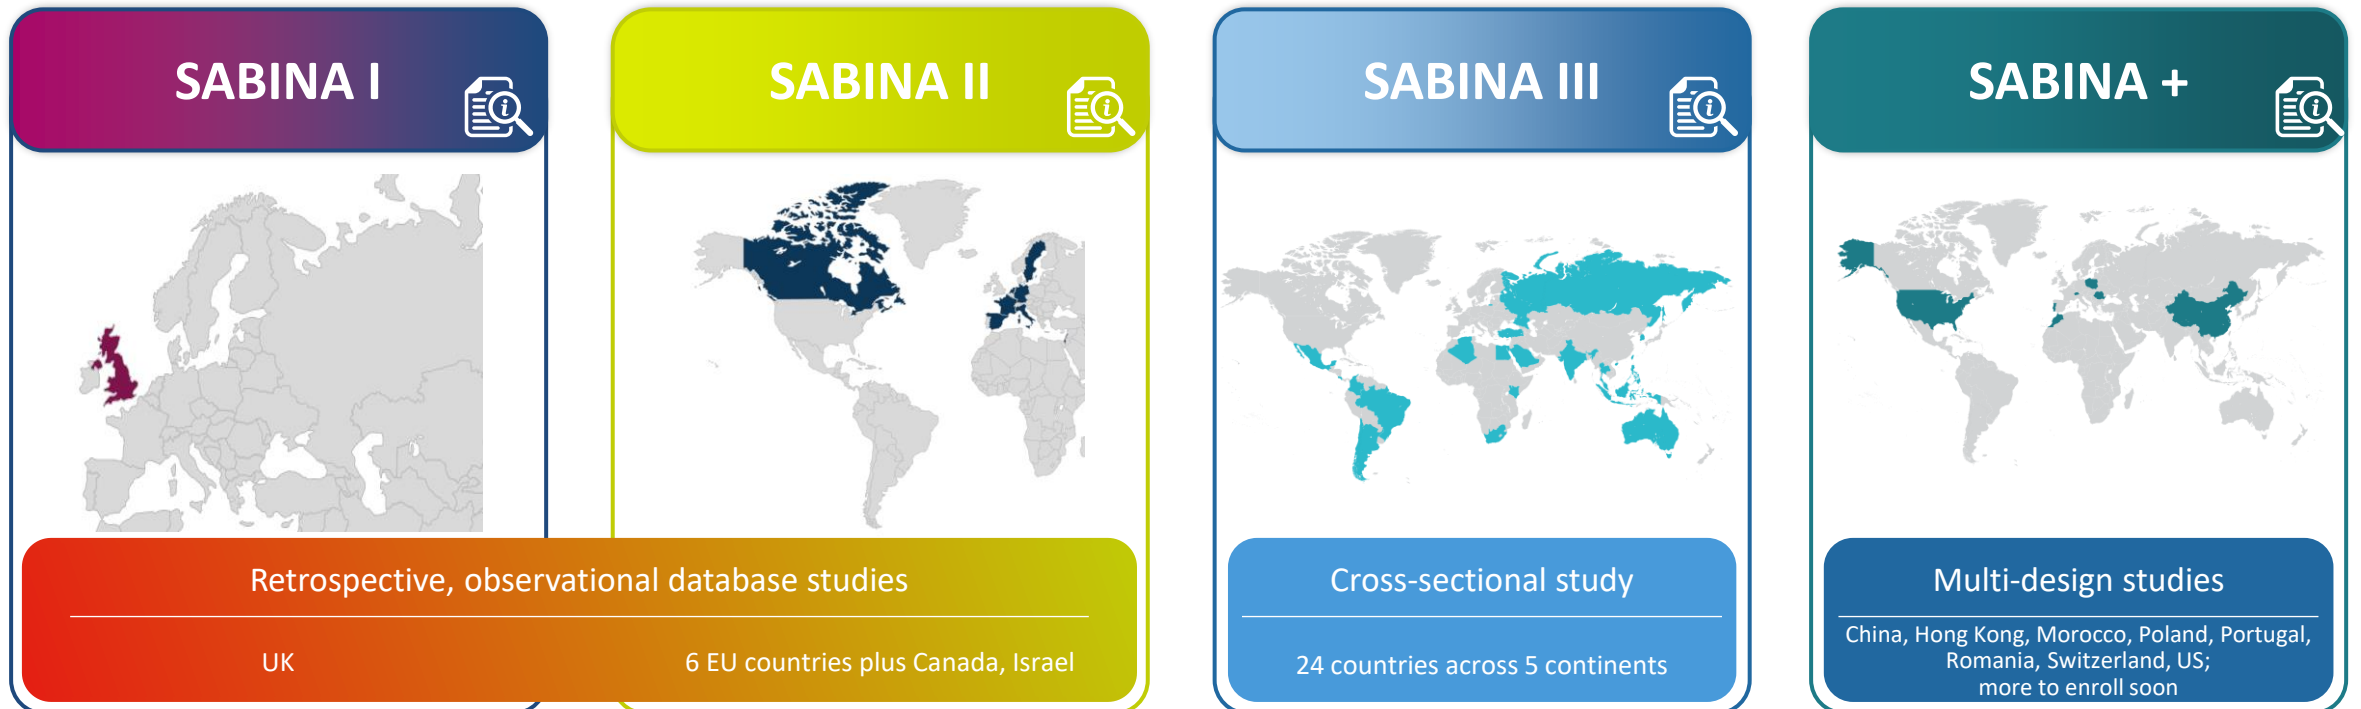 SABINA I
SABINA II
SABINA III
SABINA +
Retrospective, observational database studies
UK
6 EU countries plus Canada, Israel
Cross-sectional study
24 countries across 5 continents
Multi-design studies
China, Hong Kong, Morocco, Poland, Portugal,
Romania, Switzerland, US;
more to enroll soon